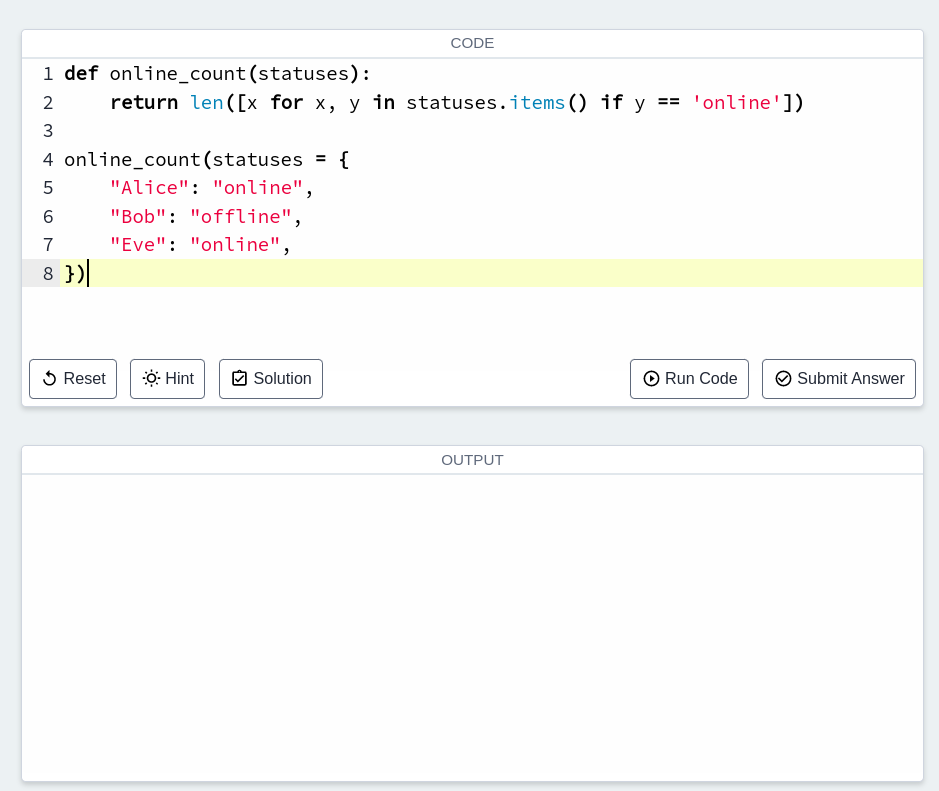 CODE
1 def online_count(statuses):
2     return len([x for x, y in statuses.items() if y == 'online'])
3
4 online_count(statuses = {
5     "Alice": "online",
6     "Bob": "offline",
7     "Eve": "online",
8 })
Reset Hint Solution Run Code Submit Answer
OUTPUT